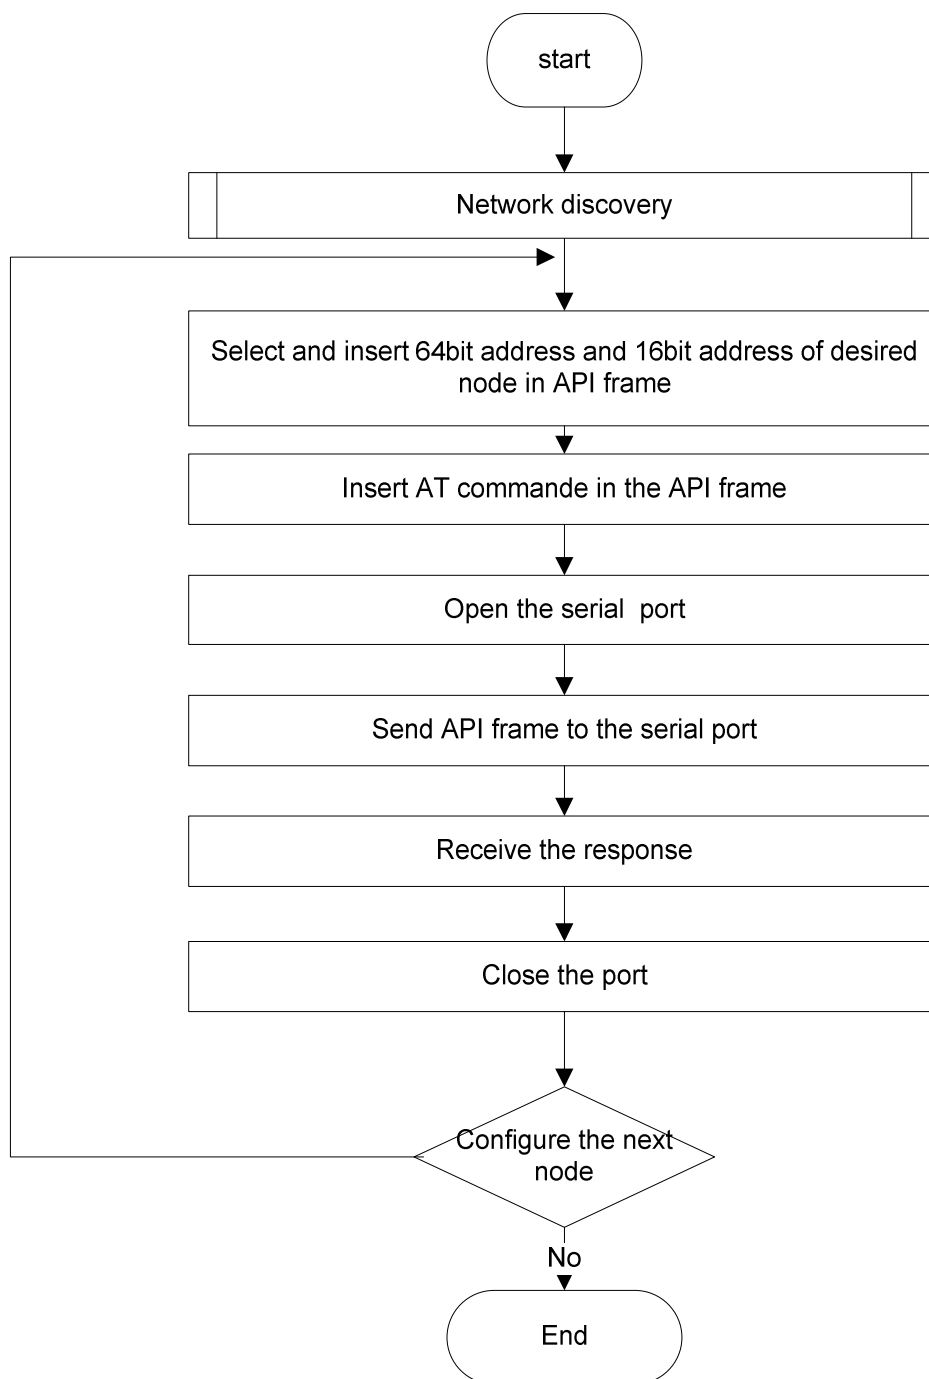 start
Network discovery
Select and insert 64bit address and 16bit address of desired
node in API frame
Insert AT commande in the API frame
Open the serial  port
Send API frame to the serial port
Receive the response
Close the port
Configure the next
node
No
End